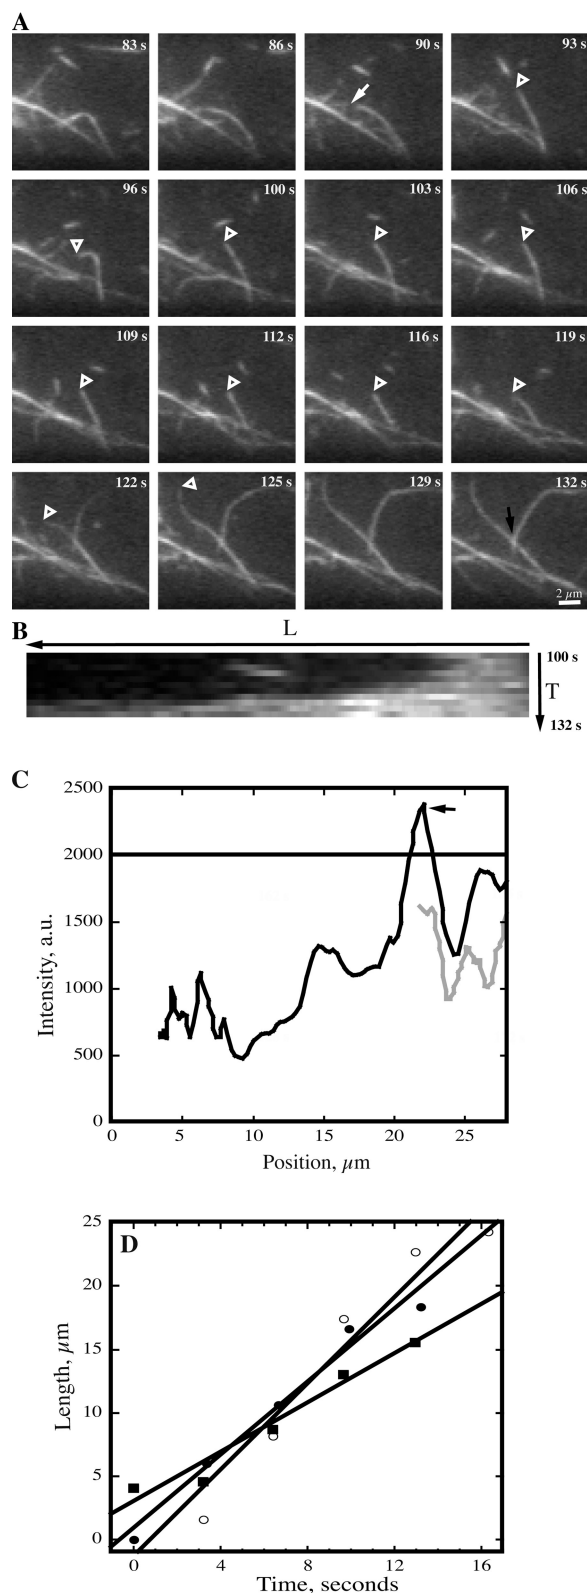 A
83 s 86 s 90 s 93 s
96 s 100 s 103 s 106 s
109 s 112 s 116 s 119 s
122 s 125 s 129 s 132 s
2 µm
B
L
100 s
T
132 s
C
2500
2000
1500
1000
500
0
0 5 10 15 20 25
Intensity, a.u.
Position, µm
D
25
20
15
10
5
0
0 4 8 12 16
Length, µm
Time, seconds